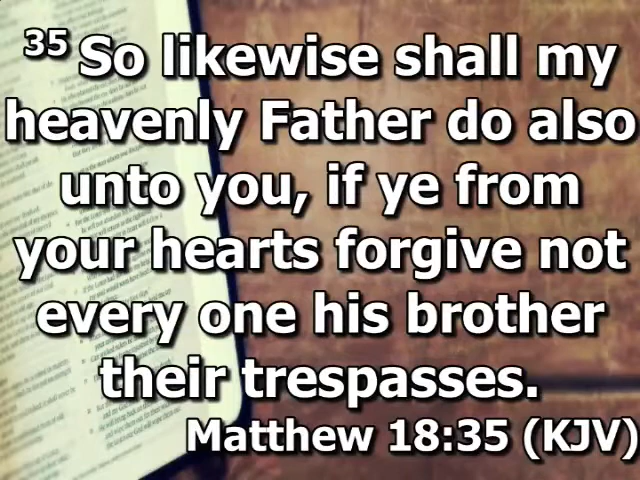 35 So likewise shall my
heavenly Father do also
unto you, if ye from
your hearts forgive not
every one his brother
their trespasses.
Matthew 18:35 (KJV)